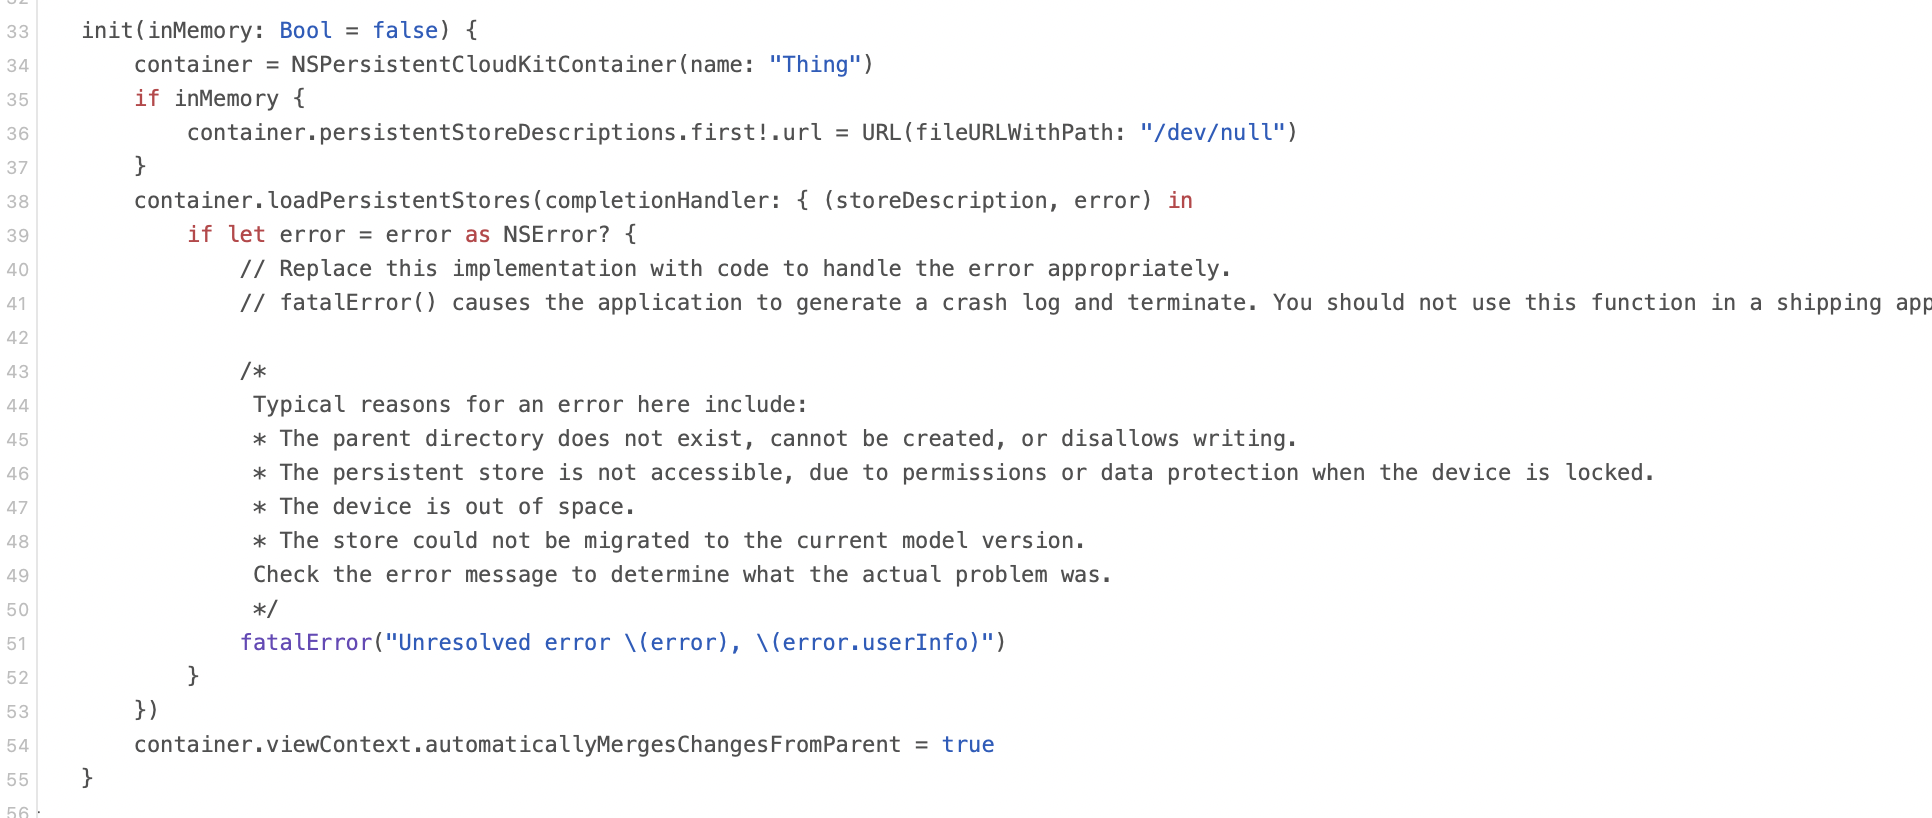 33 init(inMemory: Bool = false) {
34 container = NSPersistentCloudKitContainer(name: "Thing")
35 if inMemory {
36 container.persistentStoreDescriptions.first!.url = URL(fileURLWithPath: "/dev/null")
37 }
38 container.loadPersistentStores(completionHandler: { (storeDescription, error) in
39 if let error = error as NSError? {
40 // Replace this implementation with code to handle the error appropriately.
41 // fatalError() causes the application to generate a crash log and terminate. You should not use this function in a shipping app
42
43 /*
44 Typical reasons for an error here include:
45 * The parent directory does not exist, cannot be created, or disallows writing.
46 * The persistent store is not accessible, due to permissions or data protection when the device is locked.
47 * The device is out of space.
48 * The store could not be migrated to the current model version.
49 Check the error message to determine what the actual problem was.
50 */
51 fatalError("Unresolved error \(error), \(error.userInfo)")
52 }
53 })
54 container.viewContext.automaticallyMergesChangesFromParent = true
55 }
56